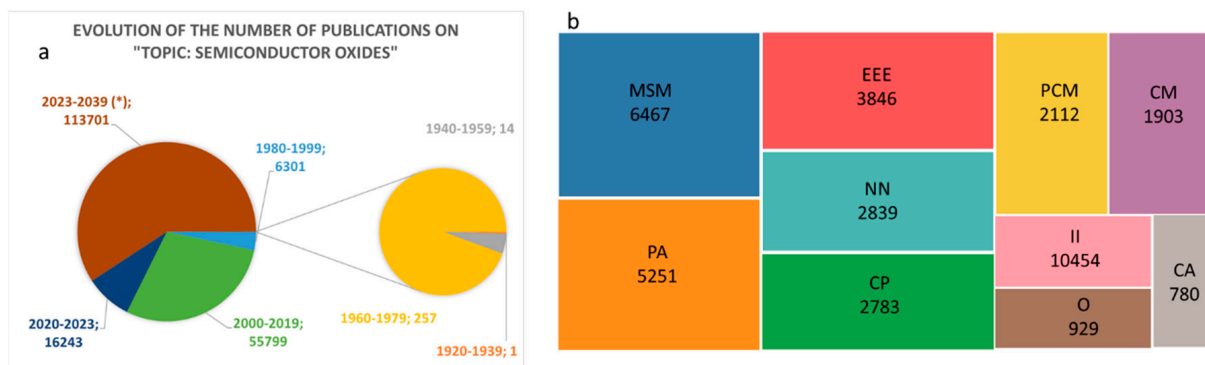 EVOLUTION OF THE NUMBER OF PUBLICATIONS ON
"TOPIC: SEMICONDUCTOR OXIDES"
a
2023-2039 (*);
113701
1980-1999;
6301
1940-1959; 14
2020-2023;
16243
2000-2019;
55799
1960-1979; 257
1920-1939; 1
b
MSM
6467
EEE
3846
PCM
2112
CM
1903
NN
2839
PA
5251
CP
2783
II
10454
O
929
CA
780